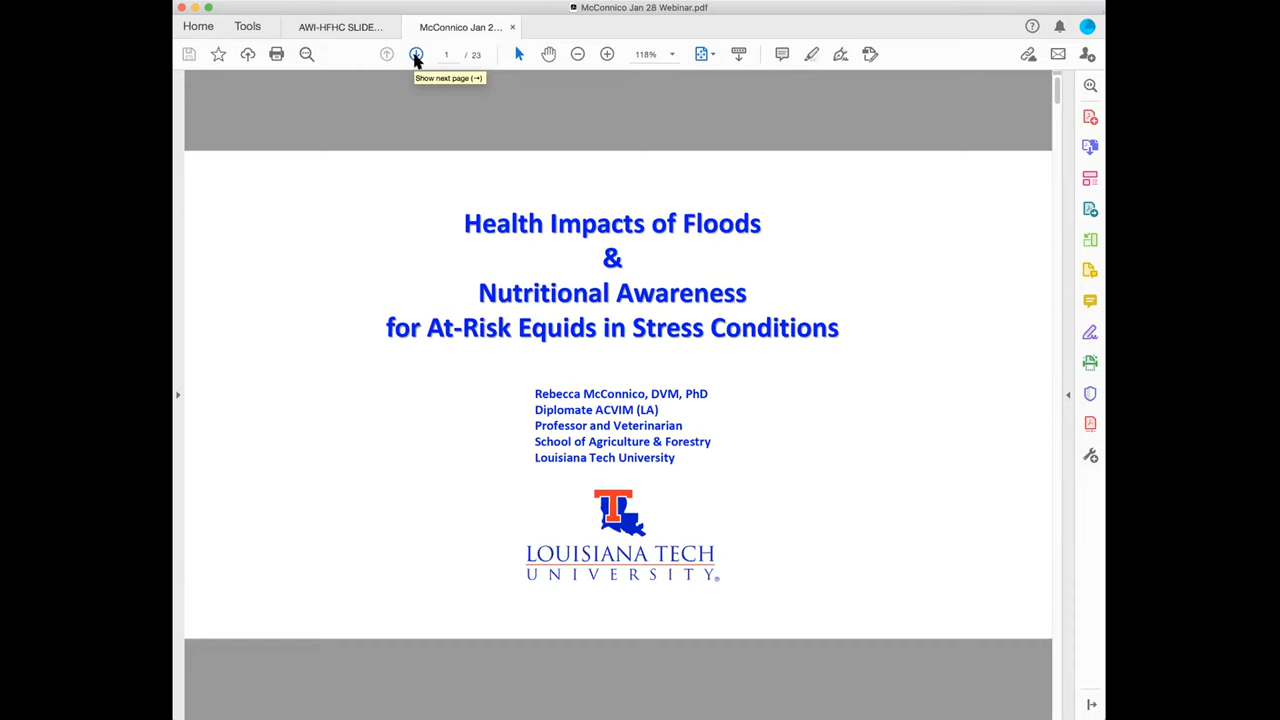 McConnico Jan 28 Webinar.pdf
Home
Tools
AWI-HFHC SLIDE...
McConnico Jan 2... ×
1 / 23
118%
Show next page (→)
Health Impacts of Floods
&
Nutritional Awareness
for At-Risk Equids in Stress Conditions
Rebecca McConnico, DVM, PhD
Diplomate ACVIM (LA)
Professor and Veterinarian
School of Agriculture & Forestry
Louisiana Tech University
T
LOUISIANA TECH
UNIVERSITY®